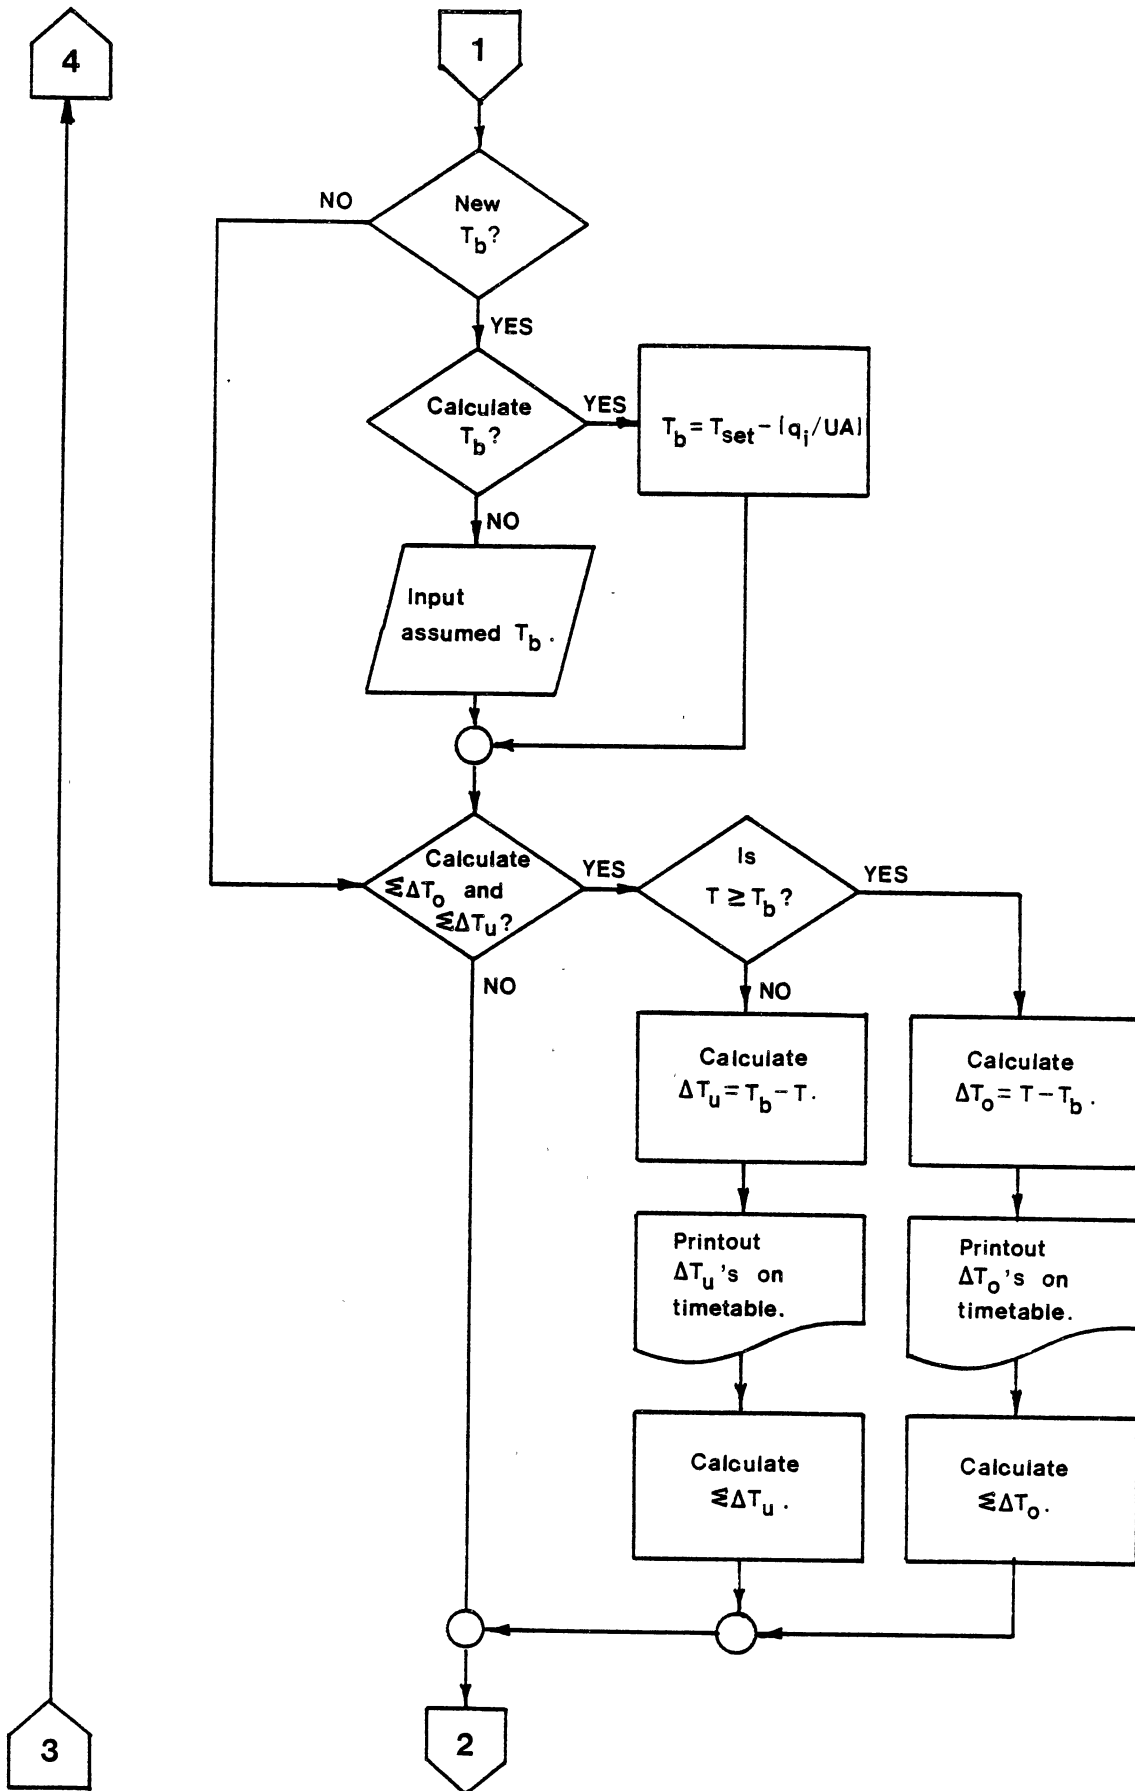 4
1
New
T_b?
NO
YES
Calculate
T_b?
YES
T_b = T_set - (q_i/UA)
NO
Input
assumed T_b.
Calculate
ΣΔT_o and
ΣΔT_u?
YES
Is
T ≥ T_b?
YES
NO
NO
Calculate
ΔT_u = T_b - T.
Calculate
ΔT_o = T - T_b.
Printout
ΔT_u's on
timetable.
Printout
ΔT_o's on
timetable.
Calculate
ΣΔT_u.
Calculate
ΣΔT_o.
3
2